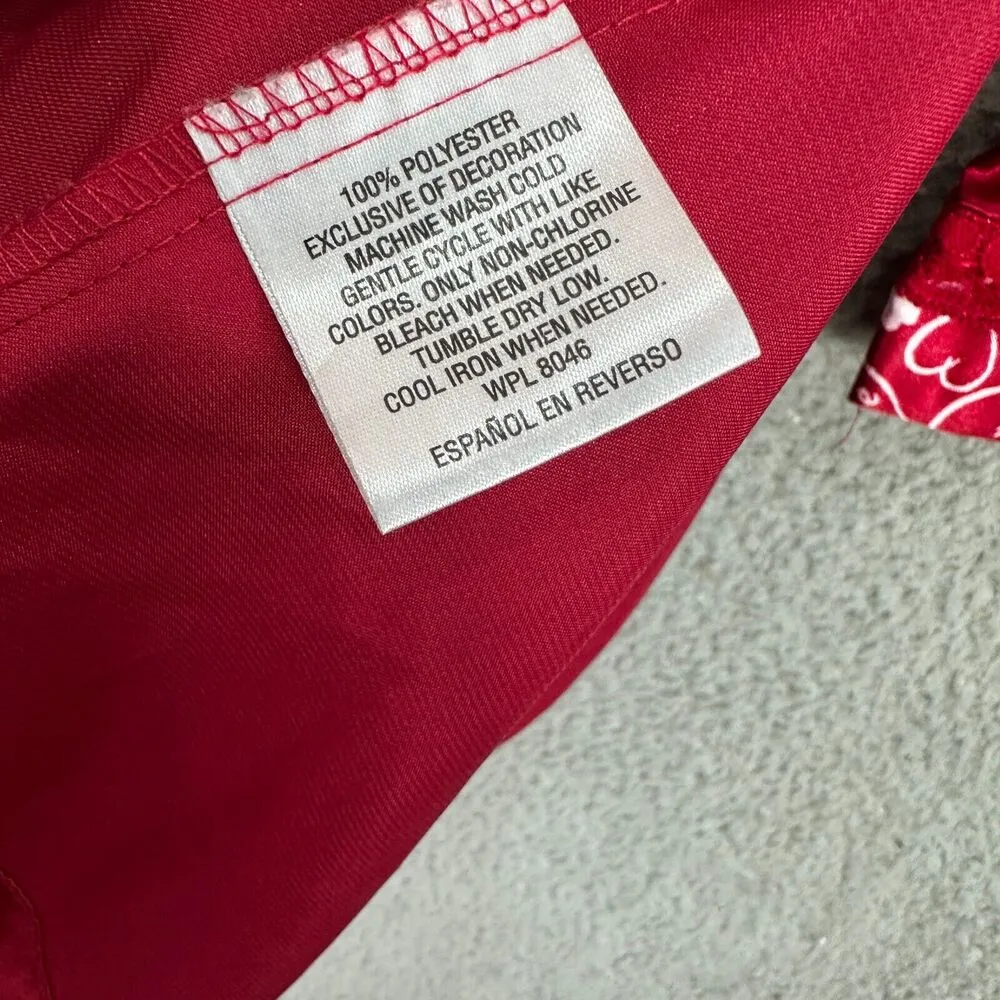 100% POLYESTER
EXCLUSIVE OF DECORATION
MACHINE WASH COLD
GENTLE CYCLE WITH LIKE
COLORS. ONLY NON-CHLORINE
BLEACH WHEN NEEDED.
TUMBLE DRY LOW.
COOL IRON WHEN NEEDED.
WPL 8046
ESPAÑOL EN REVERSO